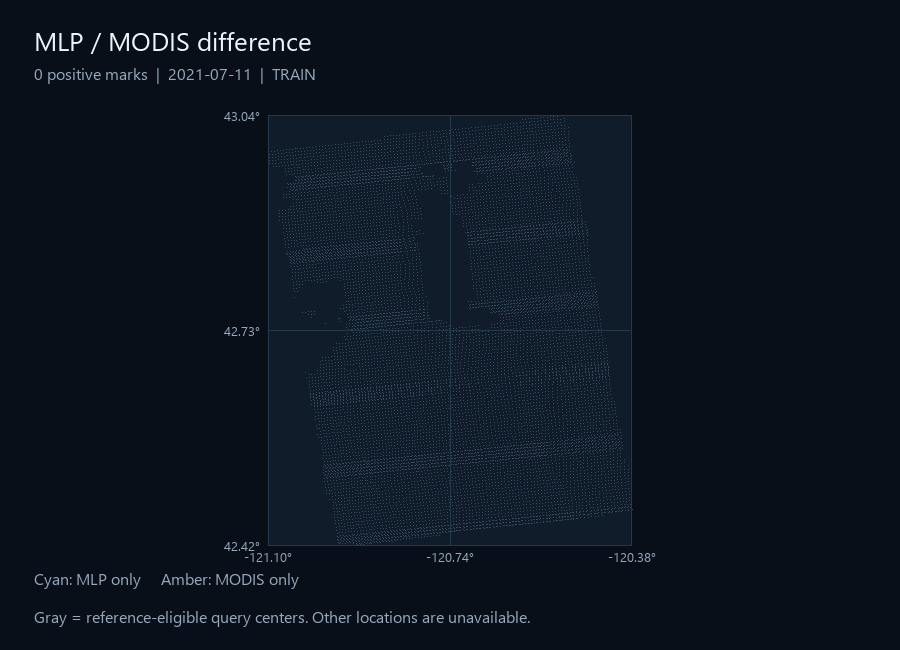 MLP / MODIS difference
0 positive marks | 2021-07-11 | TRAIN
43.04°
42.73°
42.42°
-121.10° -120.74° -120.38°
Cyan: MLP only Amber: MODIS only
Gray = reference-eligible query centers. Other locations are unavailable.